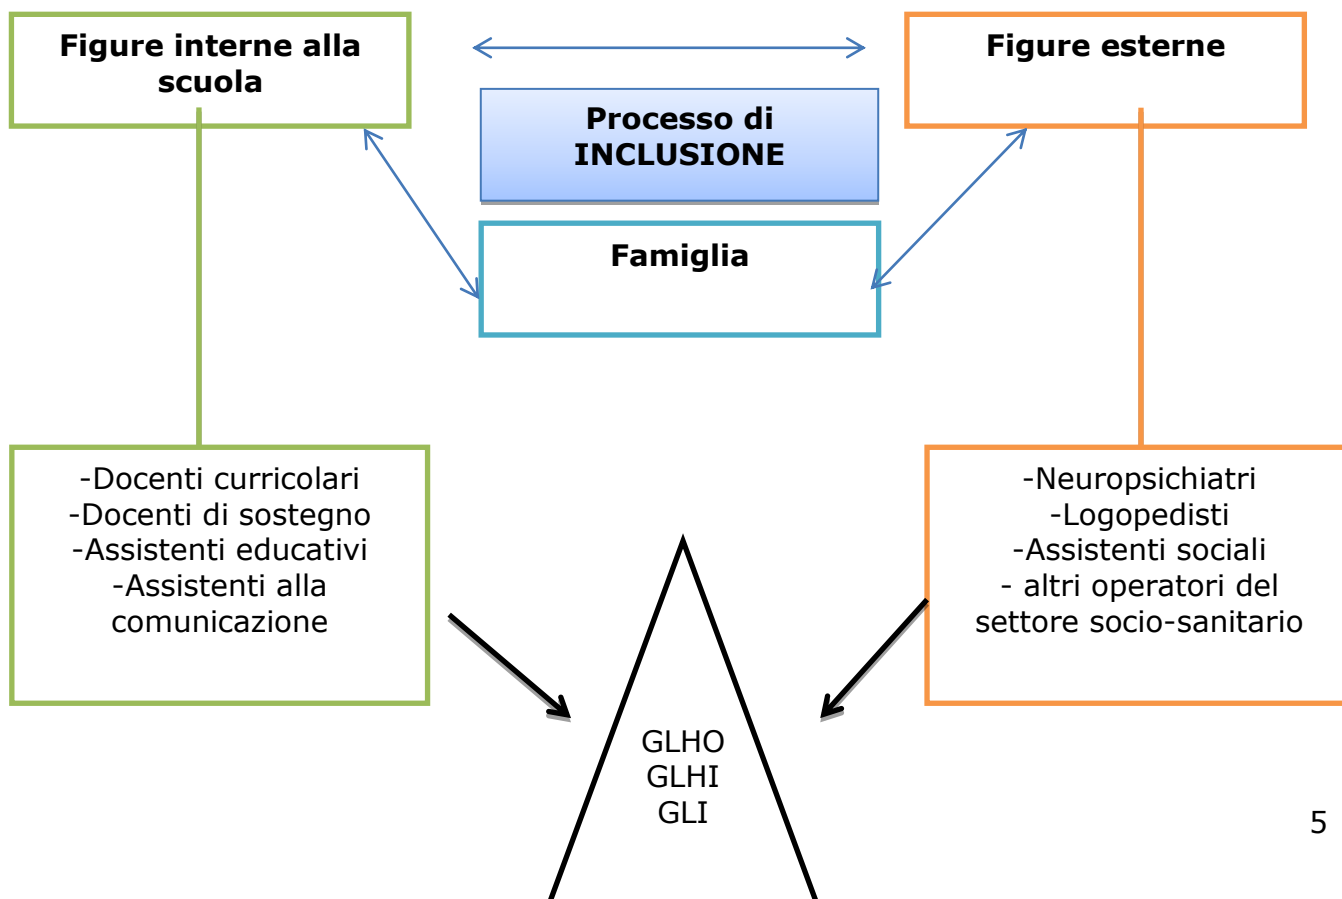 Figure interne alla
scuola
Figure esterne
Processo di
INCLUSIONE
Famiglia
-Docenti curricolari
-Docenti di sostegno
-Assistenti educativi
-Assistenti alla
comunicazione
-Neuropsichiatri
-Logopedisti
-Assistenti sociali
- altri operatori del
settore socio-sanitario
GLHO
GLHI
GLI
5